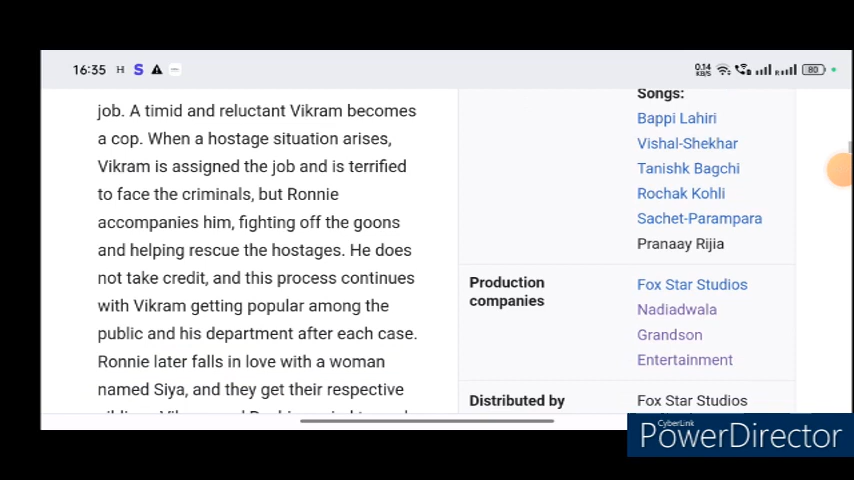 16:35 H S
0.14 KB/S 80
job. A timid and reluctant Vikram becomes
a cop. When a hostage situation arises,
Vikram is assigned the job and is terrified
to face the criminals, but Ronnie
accompanies him, fighting off the goons
and helping rescue the hostages. He does
not take credit, and this process continues
with Vikram getting popular among the
public and his department after each case.
Ronnie later falls in love with a woman
named Siya, and they get their respective
Songs:
Bappi Lahiri
Vishal-Shekhar
Tanishk Bagchi
Rochak Kohli
Sachet-Parampara
Pranaay Rijia
Production
companies
Fox Star Studios
Nadiadwala
Grandson
Entertainment
Distributed by
Fox Star Studios
CyberLink
PowerDirector